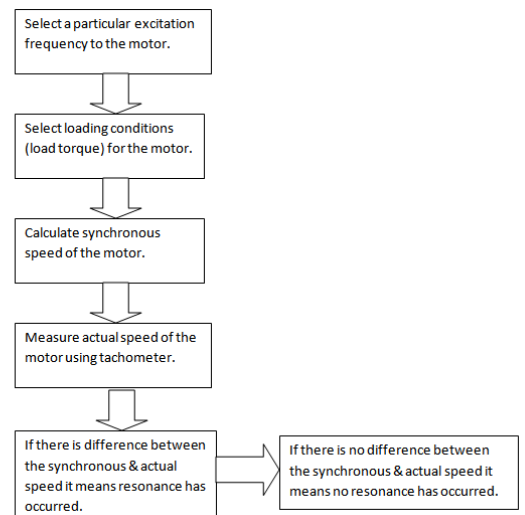 Select a particular excitation
frequency to the motor.
Select loading conditions
(load torque) for the motor.
Calculate synchronous
speed of the motor.
Measure actual speed of the
motor using tachometer.
If there is difference between
the synchronous & actual
speed it means resonance has
occurred.
If there is no difference between
the synchronous & actual speed it
means no resonance has occurred.